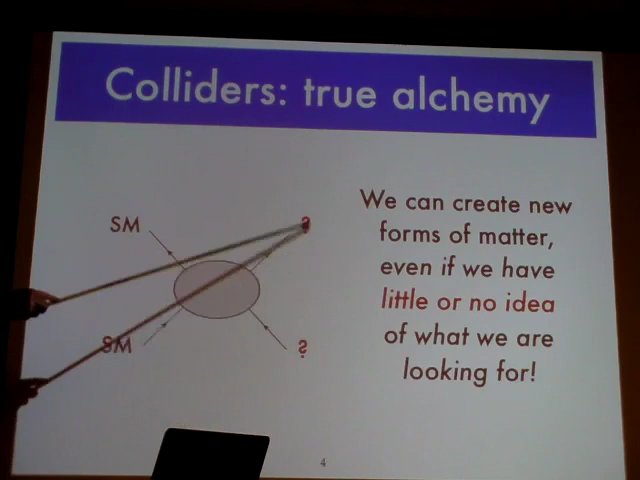 Colliders: true alchemy
SM
?
SM
?
We can create new
forms of matter,
even if we have
little or no idea
of what we are
looking for!
4